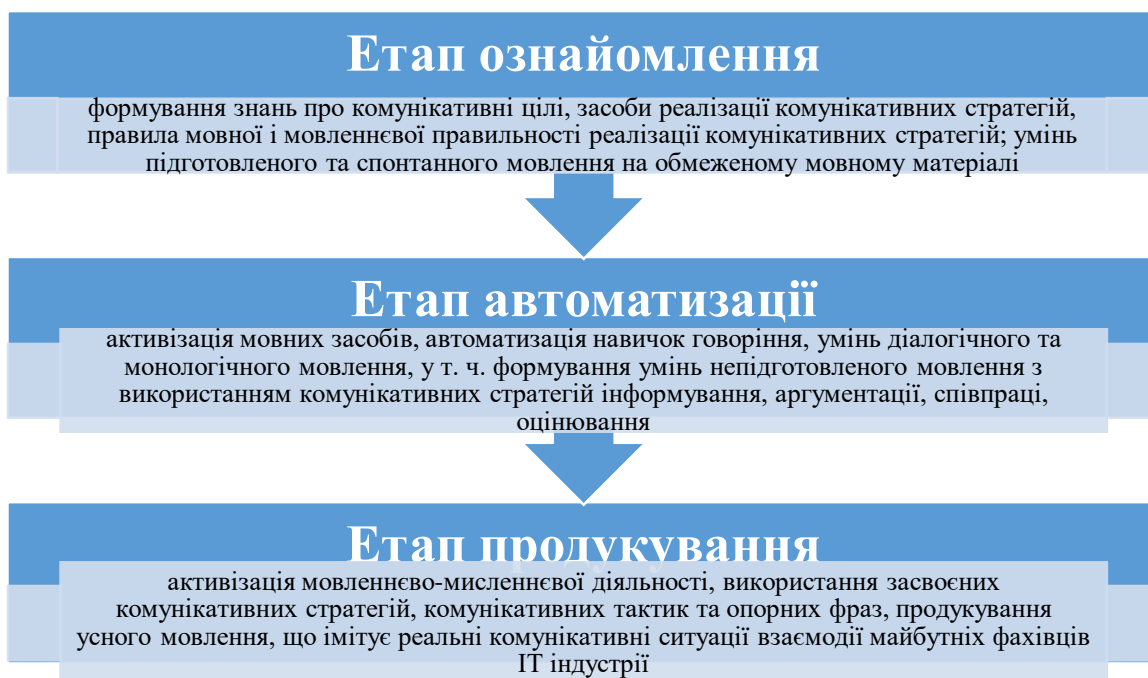 Етап ознайомлення
формування знань про комунікативні цілі, засоби реалізації комунікативних стратегій,
правила мовної і мовленнєвої правильності реалізації комунікативних стратегій; умінь
підготовленого та спонтанного мовлення на обмеженому мовному матеріалі
Етап автоматизації
активізація мовних засобів, автоматизація навичок говоріння, умінь діалогічного та
монологічного мовлення, у т. ч. формування умінь непідготовленого мовлення з
використанням комунікативних стратегій інформування, аргументації, співпраці,
оцінювання
Етап продукування
активізація мовленнєво-мисленнєвої діяльності, використання засвоєних
комунікативних стратегій, комунікативних тактик та опорних фраз, продукування
усного мовлення, що імітує реальні комунікативні ситуації взаємодії майбутніх фахівців
ІТ індустрії